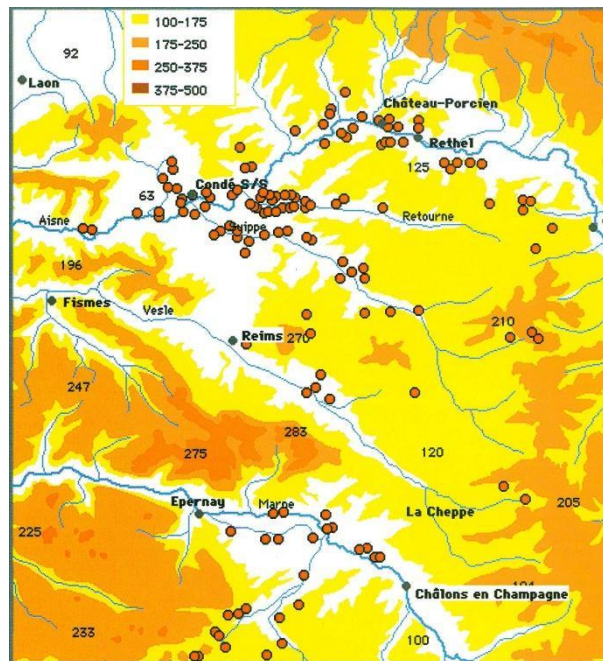 100-175
92
175-250
250-375
375-500
Laon
Château-Porcien
Rethel
125
Condé S/S
63
Retourne
Aisne
Suippe
196
Fismes
Vesle
210
Reims
270
247
283
275
120
Epernay
Marne
La Cheppe
205
225
Châlons en Champagne
233
100